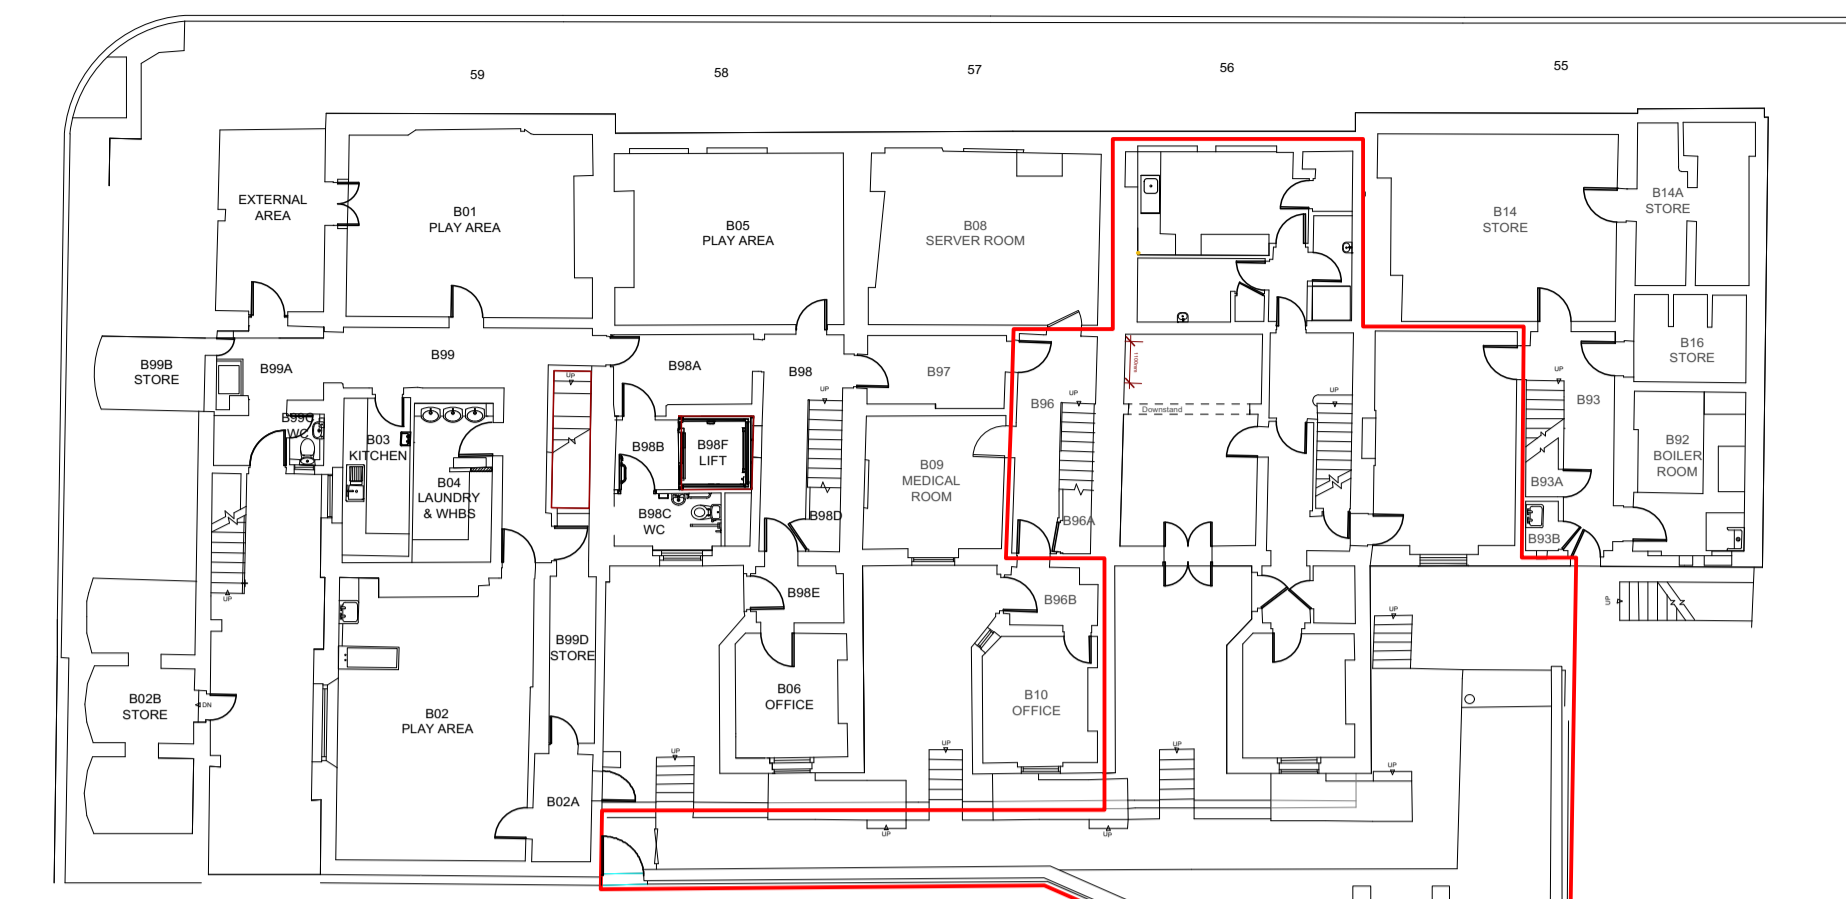 59
58
57
56
55
EXTERNAL
AREA
B01
PLAY AREA
B05
PLAY AREA
B08
SERVER ROOM
B14
STORE
B14A
STORE
B99B
STORE
B99A
B99
UP
B98A
B98
UP
B97
B96
UP
Downstand
UP
UP
B93
B16
STORE
B99C
WC
B03
KITCHEN
B04
LAUNDRY
& WHBS
B98B
B98F
LIFT
B98C
WC
B98D
B09
MEDICAL
ROOM
B96A
B93A
B93B
B92
BOILER
ROOM
UP
B99D
STORE
B98E
B96B
UP
UP
B02B
STORE
DN
B02
PLAY AREA
B06
OFFICE
B10
OFFICE
UP
UP
UP
UP
B02A
UP
UP